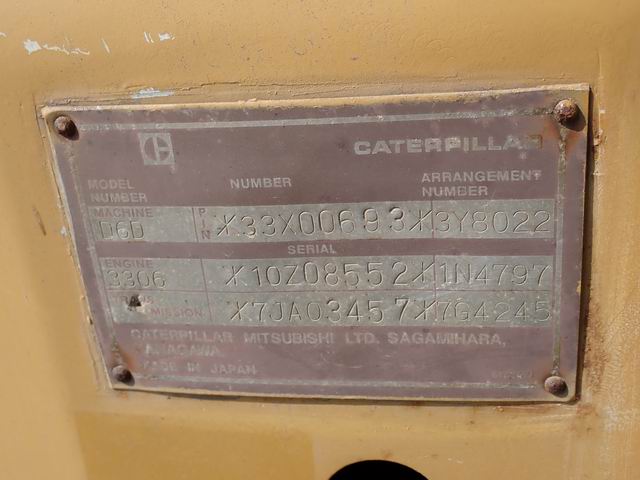 CATERPILLAR
MODEL NUMBER NUMBER ARRANGEMENT NUMBER
MACHINE D6D P N *33X00693* 3Y8022
SERIAL
ENGINE 3306 *10Z08552* 1N4797
*7JA03457* 7G4245
CATERPILLAR MITSUBISHI LTD. SAGAMIHARA,
MADE IN JAPAN